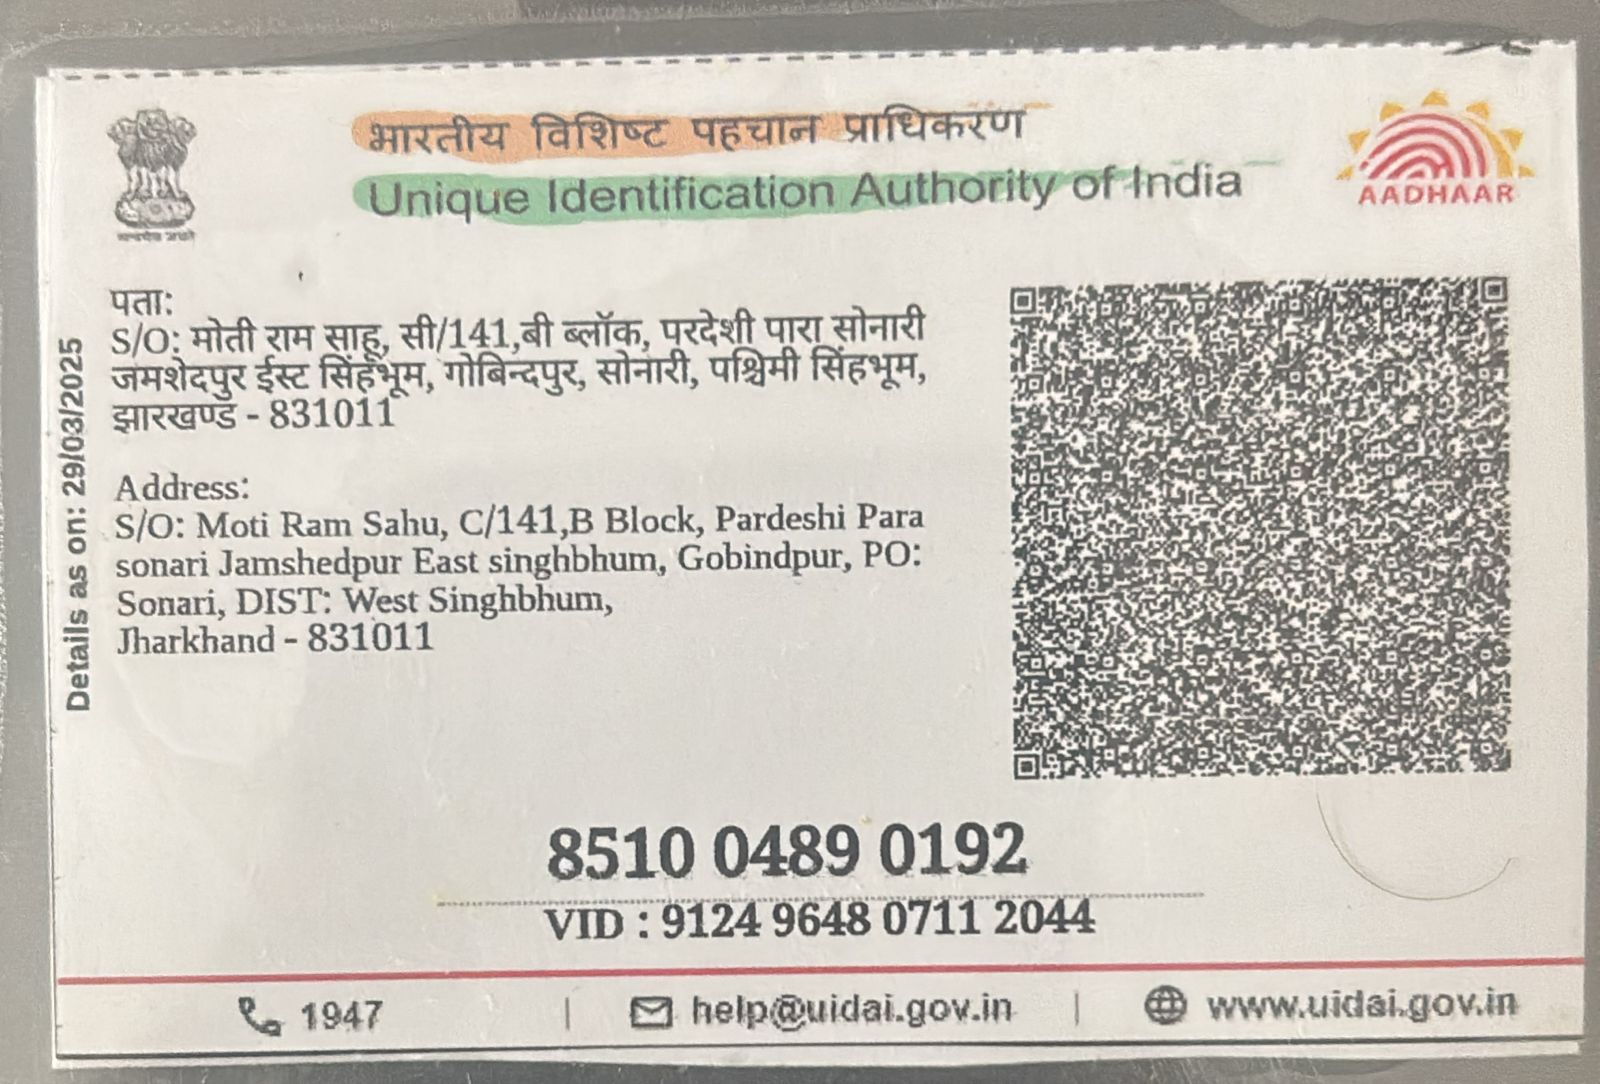 भारतीय विशिष्ट पहचान प्राधिकरण
Unique Identification Authority of India
AADHAAR
सत्यमेव जयते
Details as on: 29/03/2025
पता:
S/O: मोती राम साहू, सी/141,बी ब्लॉक, परदेशी पारा सोनारी
जमशेदपुर ईस्ट सिंहभूम, गोबिन्दपुर, सोनारी, पश्चिमी सिंहभूम,
झारखण्ड - 831011
Address:
S/O: Moti Ram Sahu, C/141,B Block, Pardeshi Para
sonari Jamshedpur East singhbhum, Gobindpur, PO:
Sonari, DIST: West Singhbhum,
Jharkhand - 831011
8510 0489 0192
VID : 9124 9648 0711 2044
1947 | help@uidai.gov.in | www.uidai.gov.in